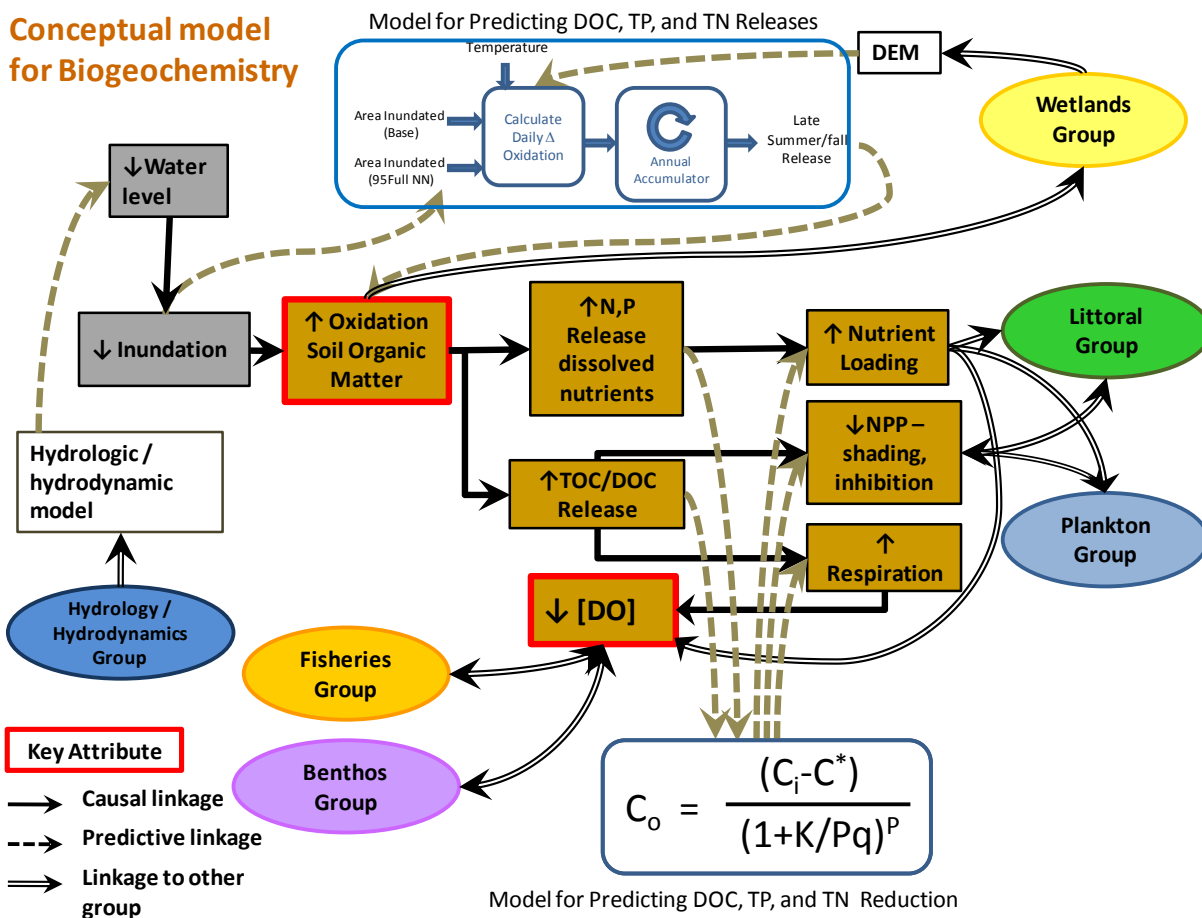 Conceptual model
for Biogeochemistry
Model for Predicting DOC, TP, and TN Releases
Temperature
Area Inundated
(Base)
Area Inundated
(95Full NN)
Calculate
Daily Δ
Oxidation
Annual
Accumulator
Late
Summer/fall
Release
DEM
Wetlands
Group
↓Water
level
↓ Inundation
↑ Oxidation
Soil Organic
Matter
↑N,P
Release
dissolved
nutrients
↑ Nutrient
Loading
Littoral
Group
↓NPP –
shading,
inhibition
Hydrologic /
hydrodynamic
model
↑TOC/DOC
Release
Plankton
Group
↑
Respiration
↓ [DO]
Hydrology /
Hydrodynamics
Group
Fisheries
Group
Benthos
Group
Key Attribute
Causal linkage
Predictive linkage
Linkage to other
group
(Cᵢ-C*)
Cₒ =
(1+K/Pq)ᴾ
Model for Predicting DOC, TP, and TN Reduction